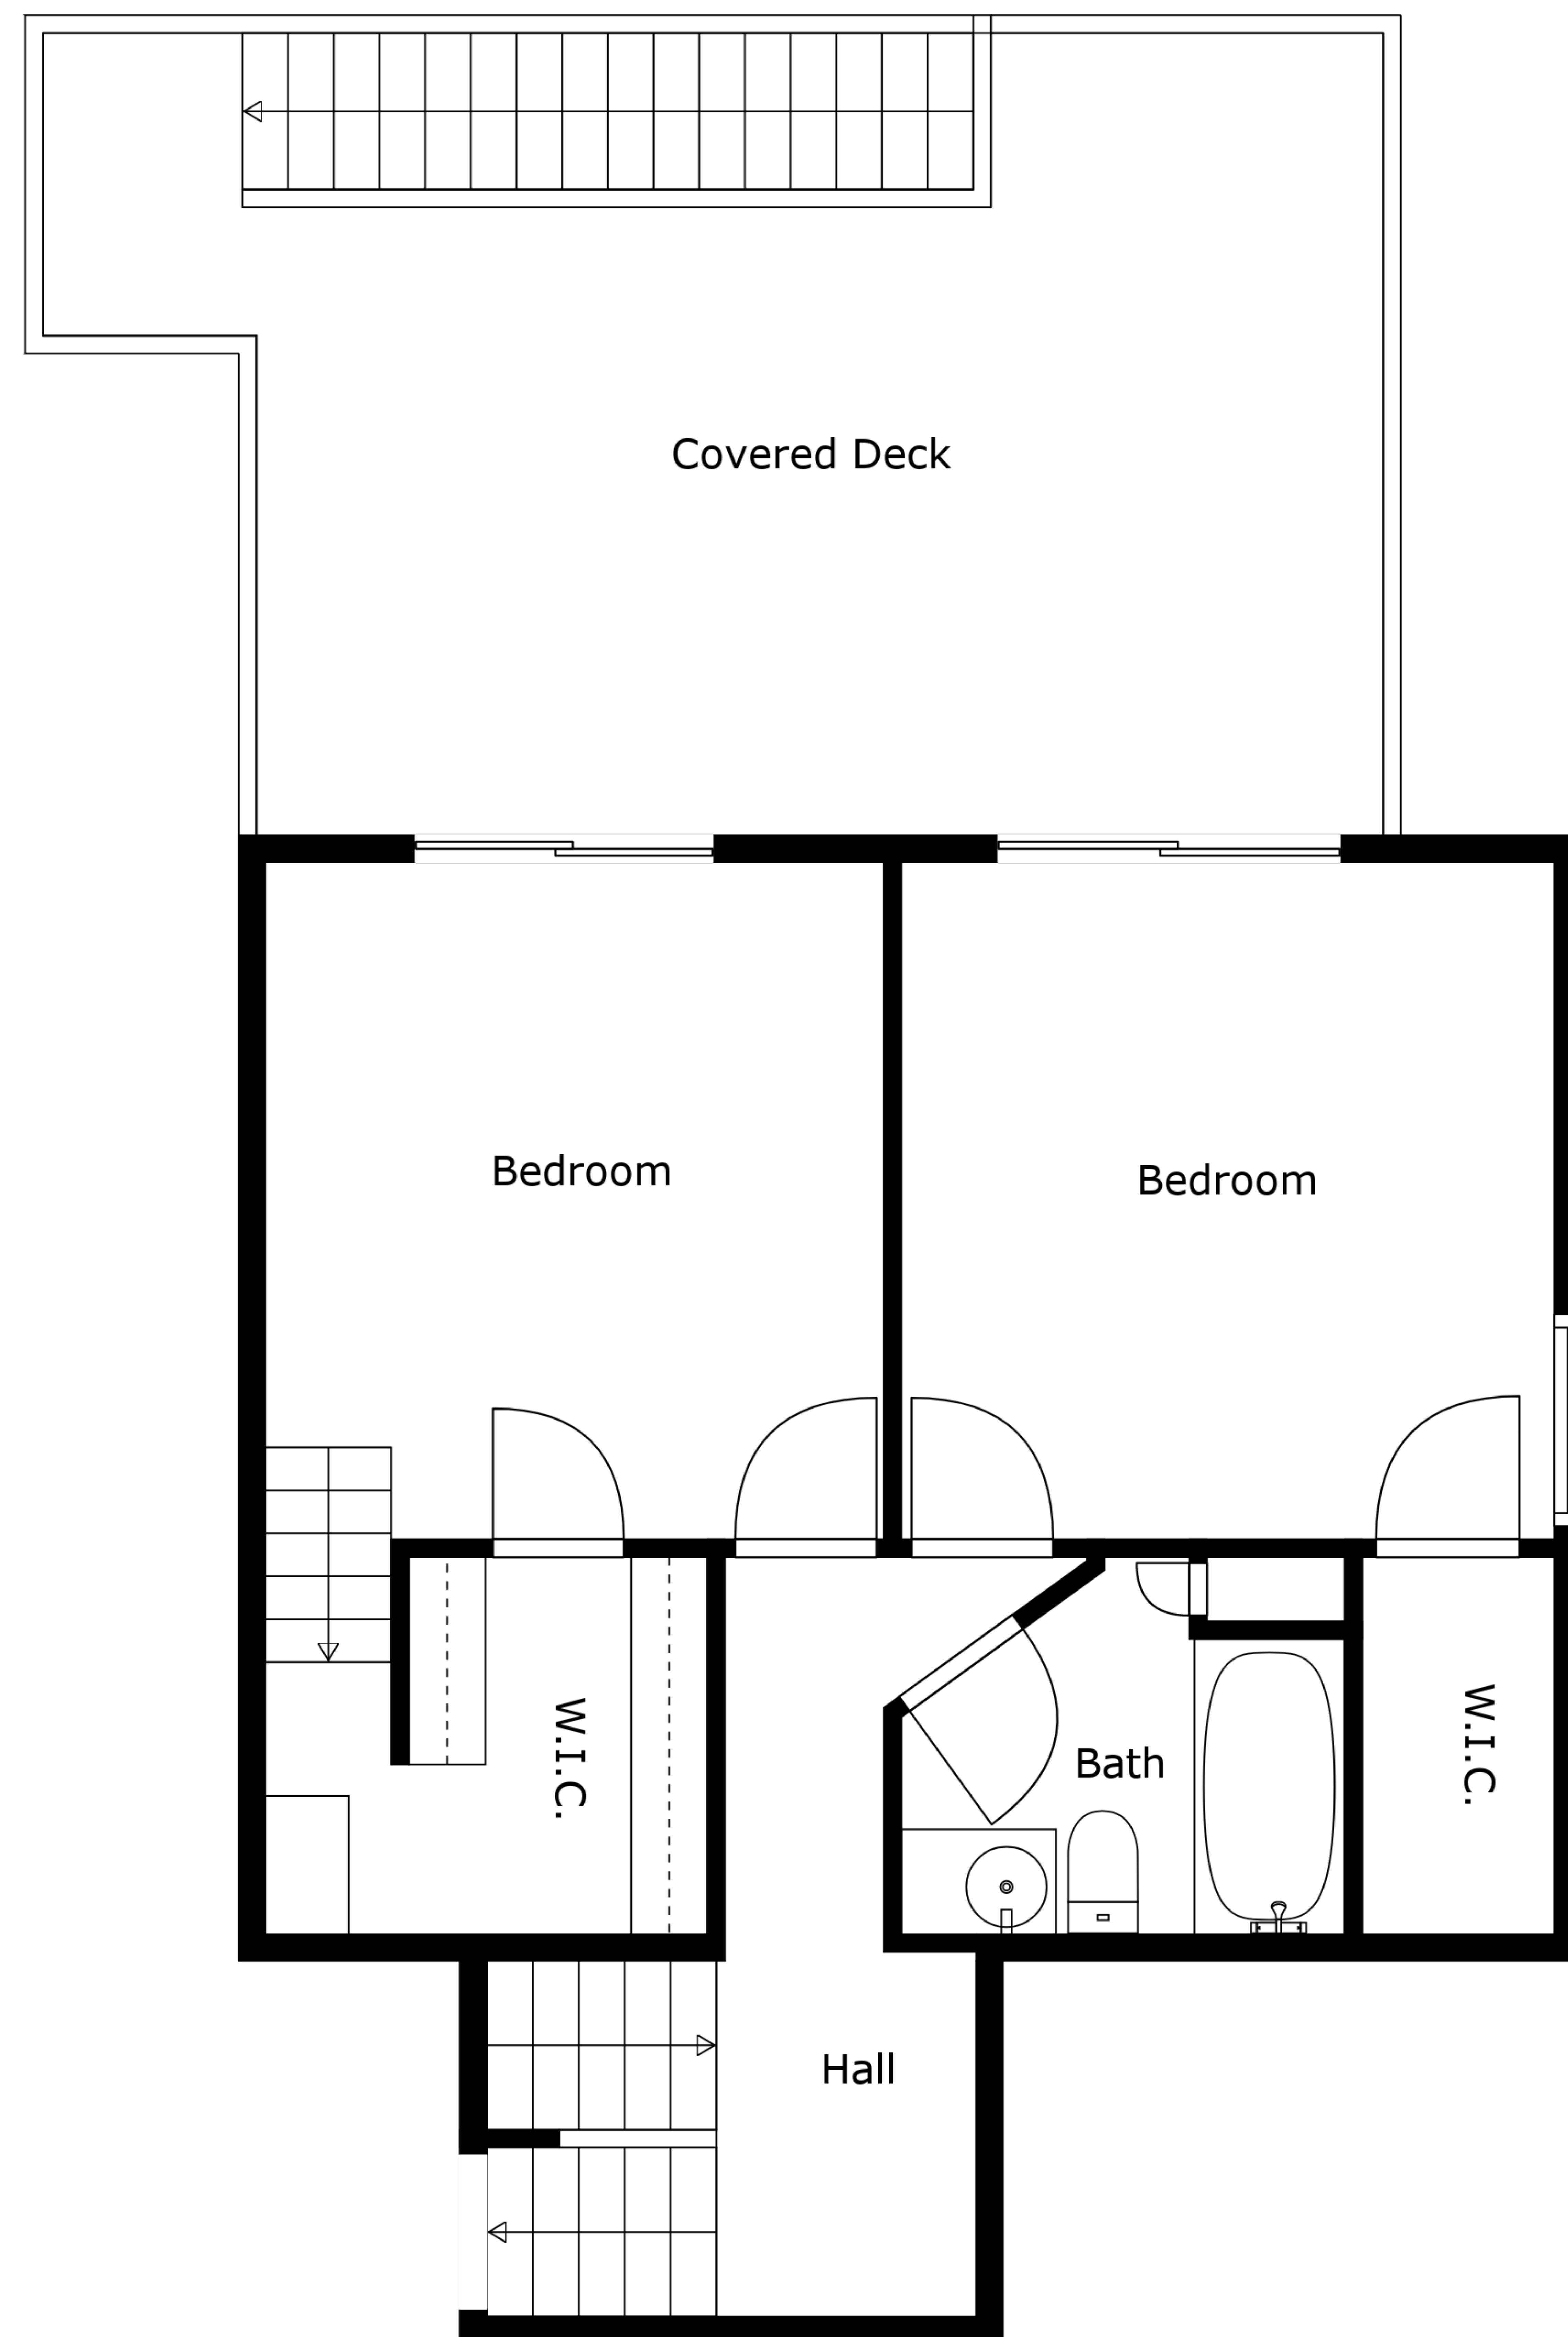 Covered Deck
Bedroom
Bedroom
W.I.C.
Bath
W.I.C.
Hall